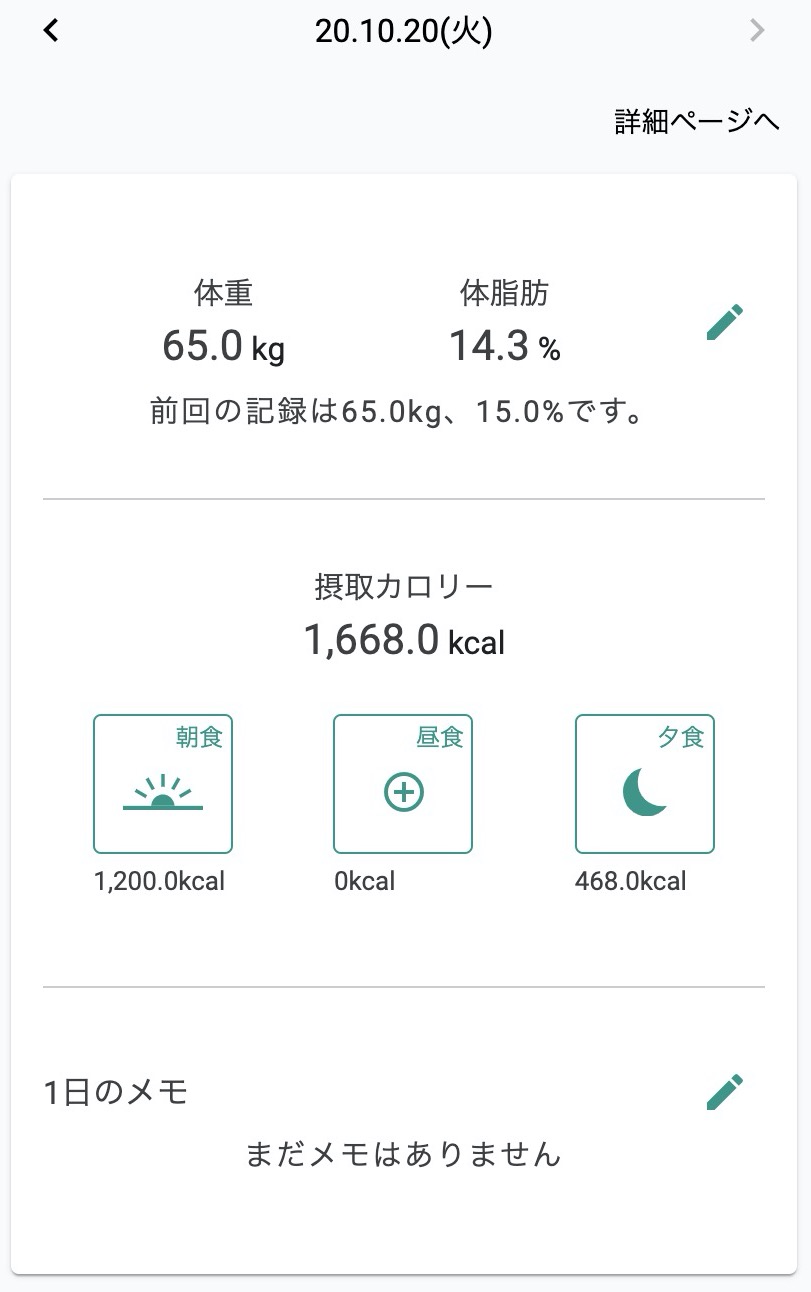 20.10.20(火)
詳細ページへ
体重 体脂肪
65.0 kg 14.3 %
前回の記録は65.0kg、15.0%です。
摂取カロリー
1,668.0 kcal
朝食 昼食 夕食
1,200.0kcal 0kcal 468.0kcal
1日のメモ
まだメモはありません